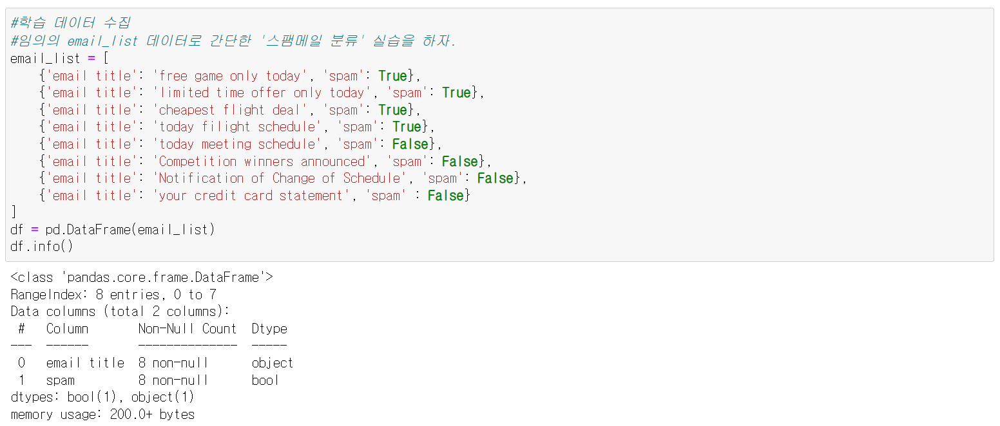 #학습 데이터 수집
#임의의 email_list 데이터로 간단한 '스팸메일 분류' 실습을 하자.
email_list = [
    {'email title': 'free game only today', 'spam': True},
    {'email title': 'limited time offer only today', 'spam': True},
    {'email title': 'cheapest flight deal', 'spam': True},
    {'email title': 'today filight schedule', 'spam': True},
    {'email title': 'today meeting schedule', 'spam': False},
    {'email title': 'Competition winners announced', 'spam': False},
    {'email title': 'Notification of Change of Schedule', 'spam': False},
    {'email title': 'your credit card statement', 'spam' : False}
]
df = pd.DataFrame(email_list)
df.info()
<class 'pandas.core.frame.DataFrame'>
RangeIndex: 8 entries, 0 to 7
Data columns (total 2 columns):
 #   Column       Non-Null Count  Dtype
---  ------       --------------  -----
 0   email title  8 non-null      object
 1   spam         8 non-null      bool
dtypes: bool(1), object(1)
memory usage: 200.0+ bytes